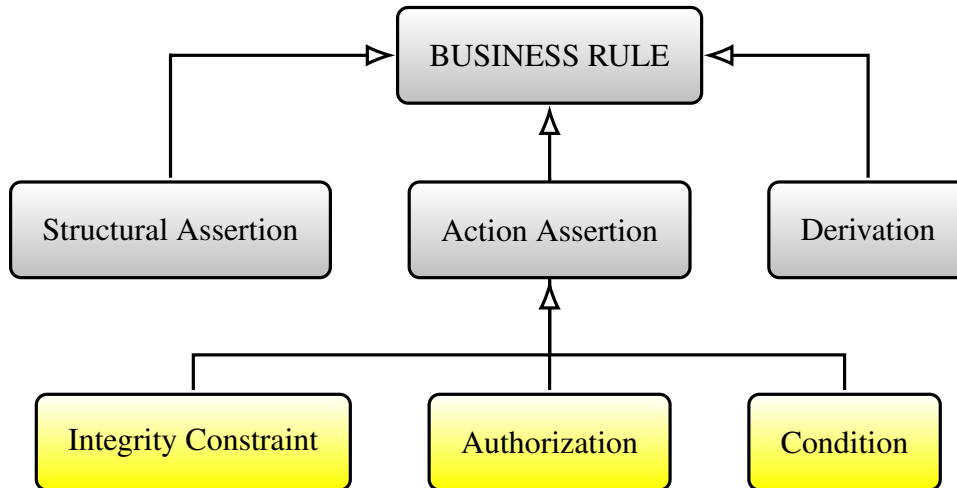 BUSINESS RULE
Structural Assertion
Action Assertion
Derivation
Integrity Constraint
Authorization
Condition